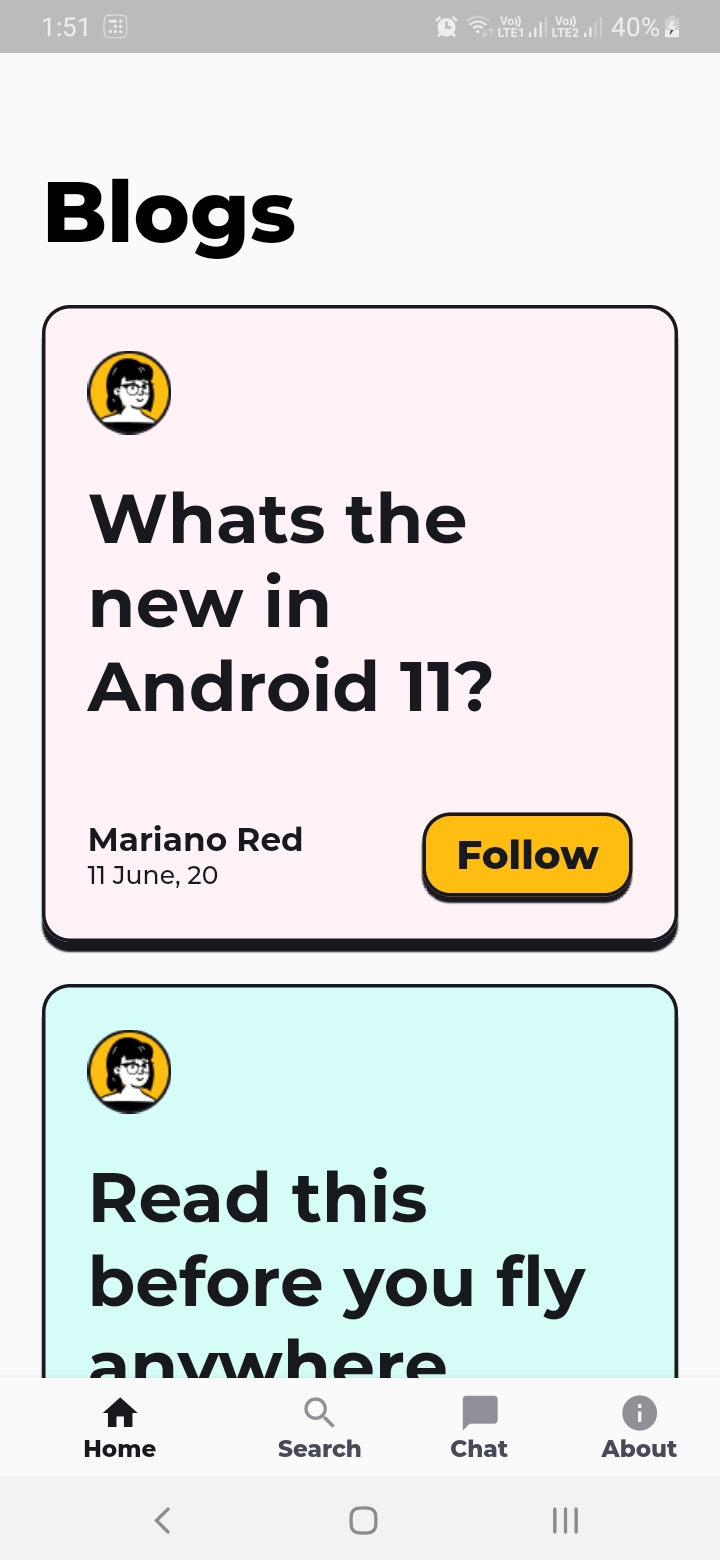 1:51 Vo)) LTE1 Vo)) LTE2 40%
Blogs
Whats the
new in
Android 11?
Mariano Red
11 June, 20
Follow
Read this
before you fly
anywhere
Home Search Chat About